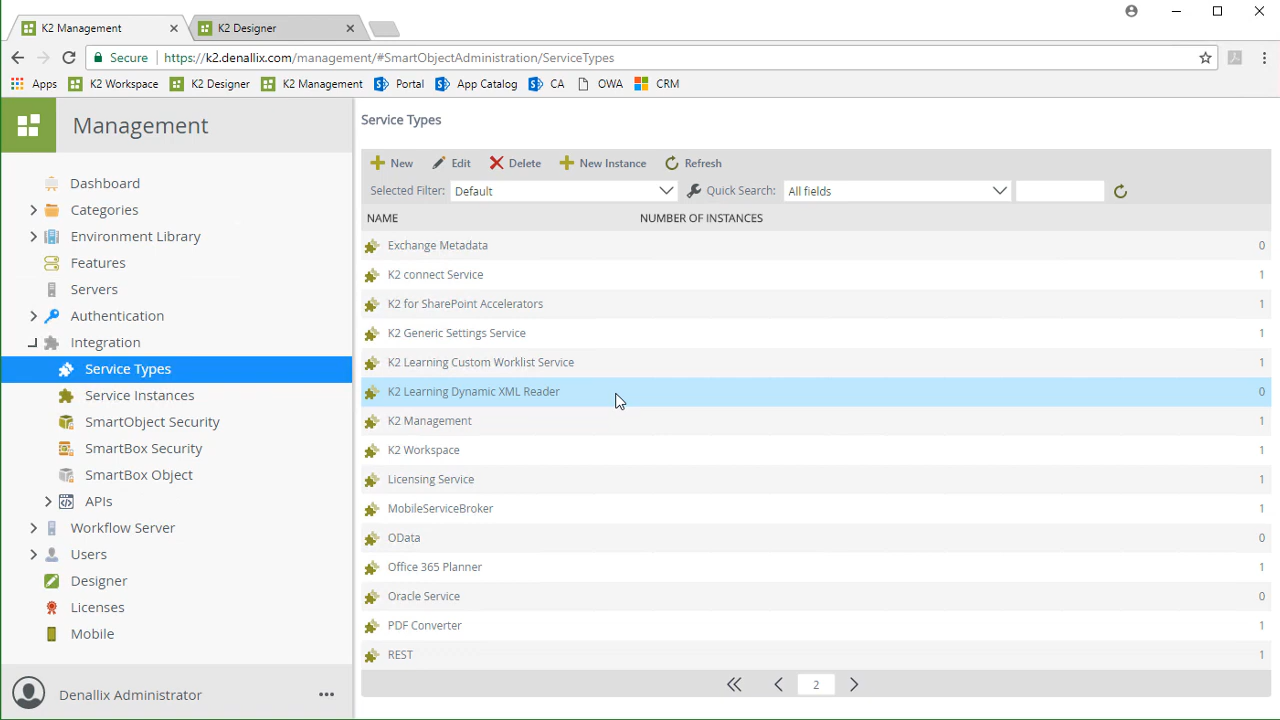 K2 Management
K2 Designer
Secure https://k2.denallix.com/management/#SmartObjectAdministration/ServiceTypes
Apps K2 Workspace K2 Designer K2 Management Portal App Catalog CA OWA CRM
Management
Dashboard
Categories
Environment Library
Features
Servers
Authentication
Integration
Service Types
Service Instances
SmartObject Security
SmartBox Security
SmartBox Object
APIs
Workflow Server
Users
Designer
Licenses
Mobile
Denallix Administrator
Service Types
New Edit Delete New Instance Refresh
Selected Filter: Default Quick Search: All fields
NAME NUMBER OF INSTANCES
Exchange Metadata 0
K2 connect Service 1
K2 for SharePoint Accelerators 1
K2 Generic Settings Service 1
K2 Learning Custom Worklist Service 1
K2 Learning Dynamic XML Reader 0
K2 Management 1
K2 Workspace 1
Licensing Service 1
MobileServiceBroker 1
OData 0
Office 365 Planner 1
Oracle Service 0
PDF Converter 1
REST 1
2